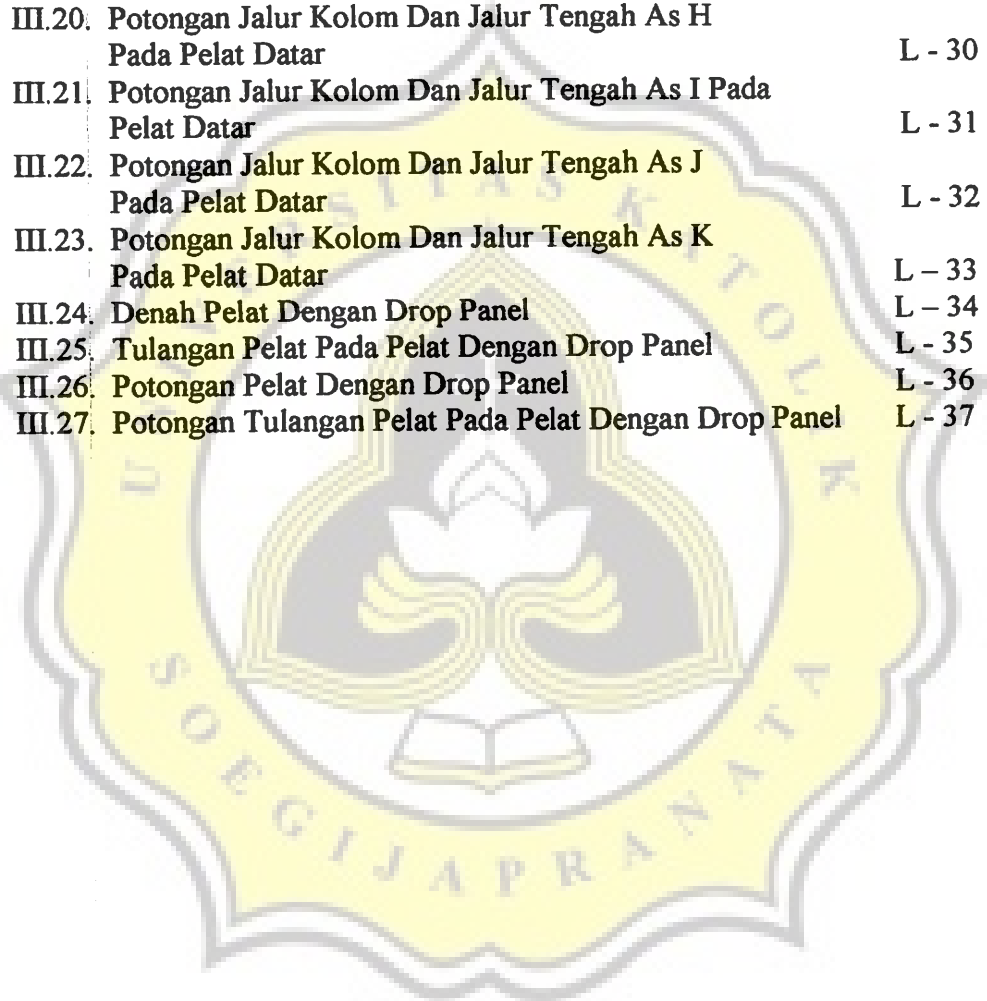 III.20. Potongan Jalur Kolom Dan Jalur Tengah As H
Pada Pelat Datar L - 30
III.21. Potongan Jalur Kolom Dan Jalur Tengah As I Pada
Pelat Datar L - 31
III.22. Potongan Jalur Kolom Dan Jalur Tengah As J
Pada Pelat Datar L - 32
III.23. Potongan Jalur Kolom Dan Jalur Tengah As K
Pada Pelat Datar L – 33
III.24. Denah Pelat Dengan Drop Panel L – 34
III.25. Tulangan Pelat Pada Pelat Dengan Drop Panel L - 35
III.26. Potongan Pelat Dengan Drop Panel L - 36
III.27. Potongan Tulangan Pelat Pada Pelat Dengan Drop Panel L - 37
UNIVERSITAS KATOLIK
SOEGIJAPRANATA